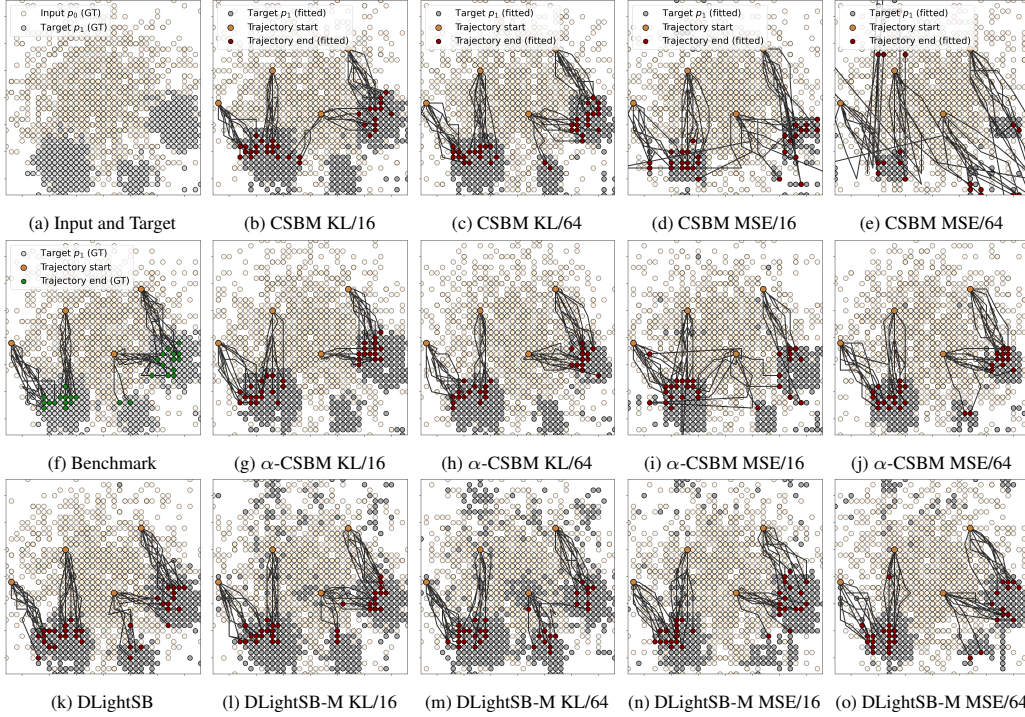 Input p₀ (GT)
Target p₁ (GT)
Target p₁ (fitted)
Trajectory start
Trajectory end (fitted)
Target p₁ (fitted)
Trajectory start
Trajectory end (fitted)
Target p₁ (fitted)
Trajectory start
Trajectory end (fitted)
Target p₁ (fitted)
Trajectory start
Trajectory end (fitted)
(a) Input and Target
(b) CSBM KL/16
(c) CSBM KL/64
(d) CSBM MSE/16
(e) CSBM MSE/64
Target p₁ (GT)
Trajectory start
Trajectory end (GT)
(f) Benchmark
(g) α-CSBM KL/16
(h) α-CSBM KL/64
(i) α-CSBM MSE/16
(j) α-CSBM MSE/64
(k) DLightSB
(l) DLightSB-M KL/16
(m) DLightSB-M KL/64
(n) DLightSB-M MSE/16
(o) DLightSB-M MSE/64